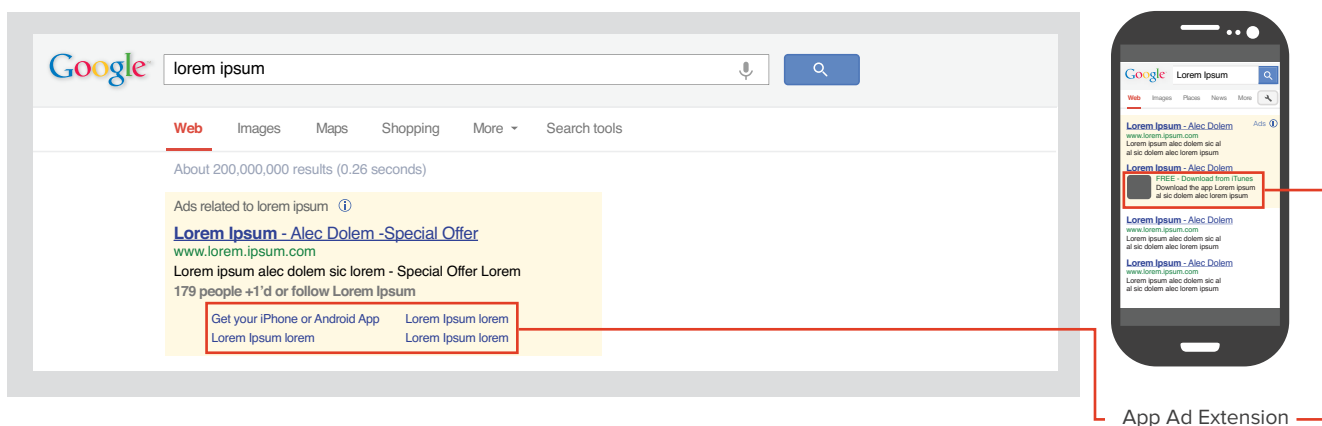 Google
lorem ipsum
Web Images Maps Shopping More Search tools
About 200,000,000 results (0.26 seconds)
Ads related to lorem ipsum
Lorem Ipsum - Alec Dolem -Special Offer
www.lorem.ipsum.com
Lorem ipsum alec dolem sic lorem - Special Offer Lorem
179 people +1'd or follow Lorem Ipsum
Get your iPhone or Android App Lorem Ipsum lorem
Lorem Ipsum lorem Lorem Ipsum lorem
Google Lorem Ipsum
Web Images Places News More
Lorem Ipsum - Alec Dolem Ads
www.lorem.ipsum.com
Lorem ipsum alec dolem sic al
al sic dolem alec lorem ipsum
Lorem Ipsum - Alec Dolem
FREE - Download from iTunes
Download the app Lorem ipsum
al sic dolem alec lorem ipsum
Lorem Ipsum - Alec Dolem
www.lorem.ipsum.com
Lorem ipsum alec dolem sic al
al sic dolem alec lorem ipsum
Lorem Ipsum - Alec Dolem
www.lorem.ipsum.com
Lorem ipsum alec dolem sic al
al sic dolem alec lorem ipsum
App Ad Extension